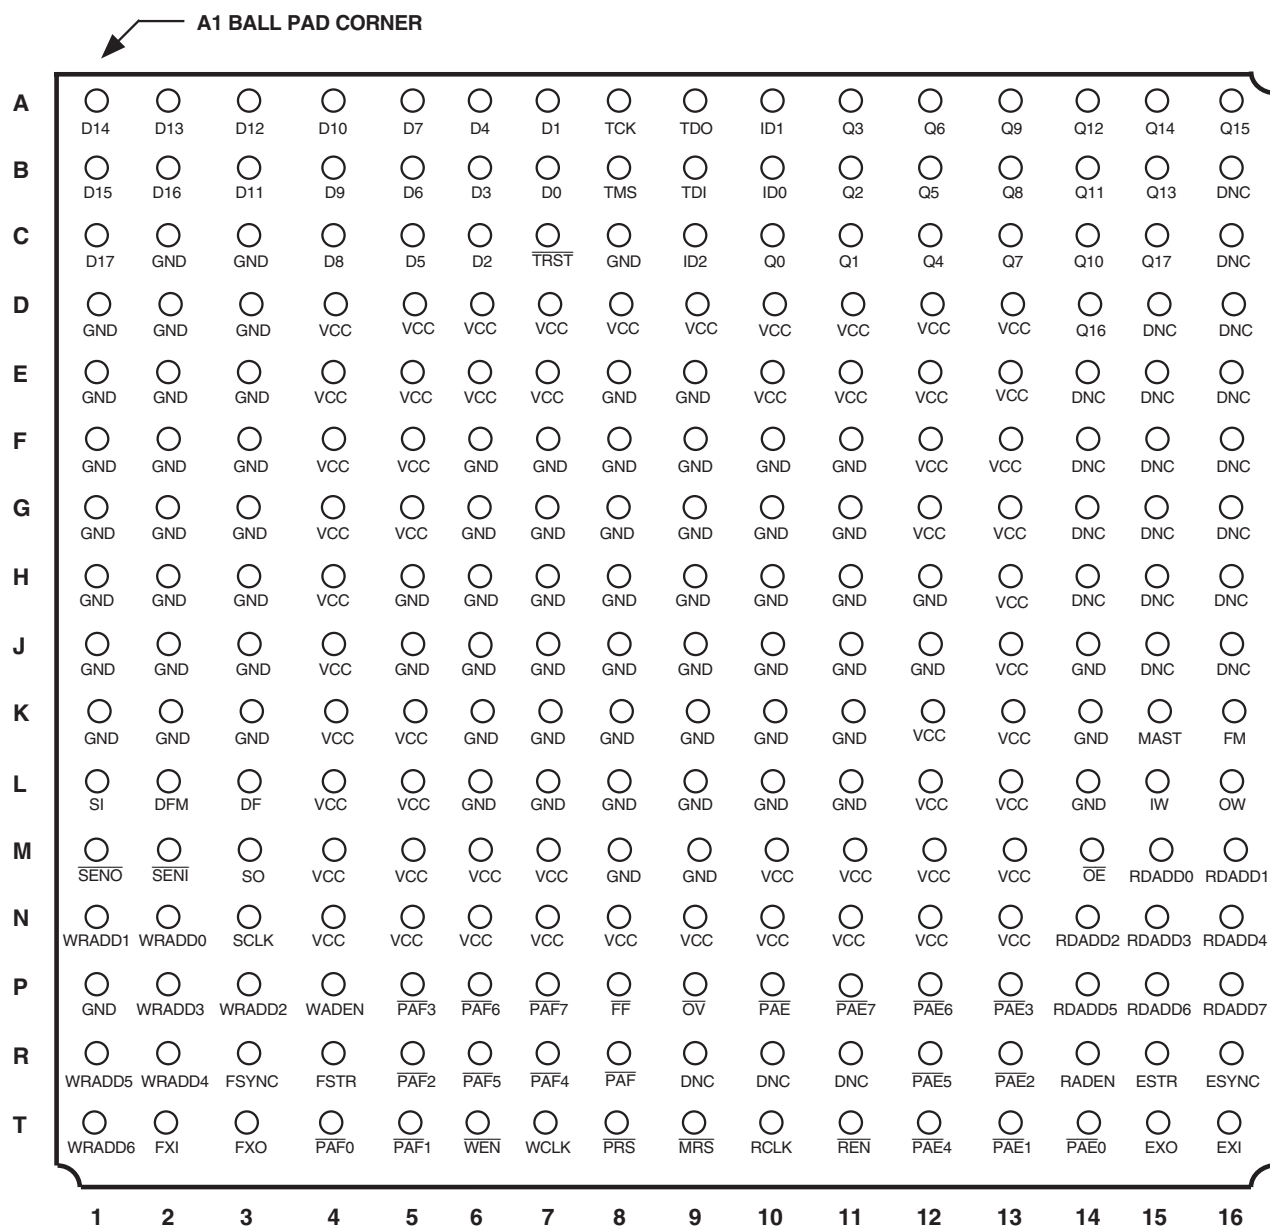 A1 BALL PAD CORNER
A
D14 D13 D12 D10 D7 D4 D1 TCK TDO ID1 Q3 Q6 Q9 Q12 Q14 Q15
B
D15 D16 D11 D9 D6 D3 D0 TMS TDI ID0 Q2 Q5 Q8 Q11 Q13 DNC
C
D17 GND GND D8 D5 D2 TRST GND ID2 Q0 Q1 Q4 Q7 Q10 Q17 DNC
D
GND GND GND VCC VCC VCC VCC VCC VCC VCC VCC VCC VCC Q16 DNC DNC
E
GND GND GND VCC VCC VCC VCC GND GND VCC VCC VCC VCC DNC DNC DNC
F
GND GND GND VCC VCC GND GND GND GND GND GND VCC VCC DNC DNC DNC
G
GND GND GND VCC VCC GND GND GND GND GND GND VCC VCC DNC DNC DNC
H
GND GND GND VCC GND GND GND GND GND GND GND GND VCC DNC DNC DNC
J
GND GND GND VCC GND GND GND GND GND GND GND GND VCC GND DNC DNC
K
GND GND GND VCC VCC GND GND GND GND GND GND VCC VCC GND MAST FM
L
SI DFM DF VCC VCC GND GND GND GND GND GND VCC VCC GND IW OW
M
SENO SENI SO VCC VCC VCC VCC GND GND VCC VCC VCC VCC OE RDADD0 RDADD1
N
WRADD1 WRADD0 SCLK VCC VCC VCC VCC VCC VCC VCC VCC VCC VCC RDADD2 RDADD3 RDADD4
P
GND WRADD3 WRADD2 WADEN PAF3 PAF6 PAF7 FF OV PAE PAE7 PAE6 PAE3 RDADD5 RDADD6 RDADD7
R
WRADD5 WRADD4 FSYNC FSTR PAF2 PAF5 PAF4 PAF DNC DNC DNC PAE5 PAE2 RADEN ESTR ESYNC
T
WRADD6 FXI FXO PAF0 PAF1 WEN WCLK PRS MRS RCLK REN PAE4 PAE1 PAE0 EXO EXI
1 2 3 4 5 6 7 8 9 10 11 12 13 14 15 16